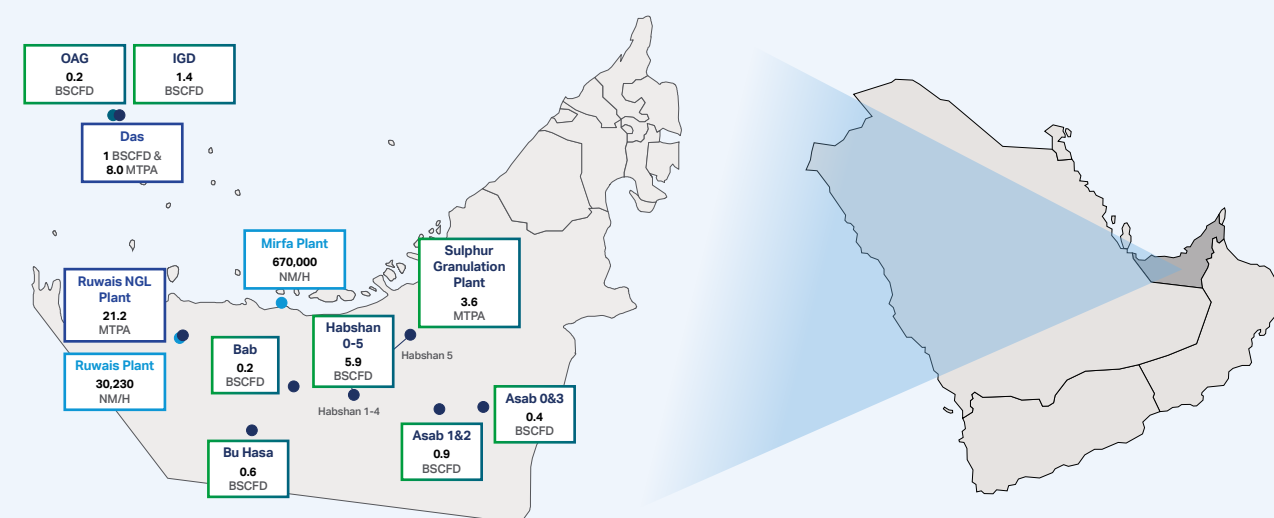 OAG
0.2
BSCFD
IGD
1.4
BSCFD
Das
1 BSCFD &
8.0 MTPA
Mirfa Plant
670,000
NM/H
Sulphur
Granulation
Plant
3.6
MTPA
Ruwais NGL
Plant
21.2
MTPA
Ruwais Plant
30,230
NM/H
Bab
0.2
BSCFD
Habshan
0-5
5.9
BSCFD
Habshan 5
Habshan 1-4
Asab 0&3
0.4
BSCFD
Asab 1&2
0.9
BSCFD
Bu Hasa
0.6
BSCFD